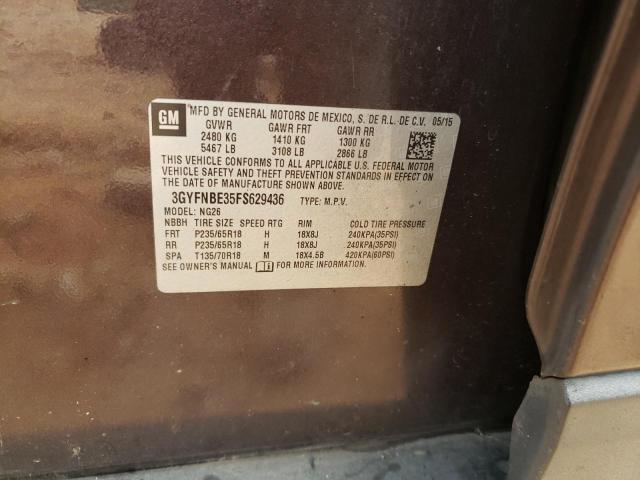 GM
MFD BY GENERAL MOTORS DE MEXICO, S. DE R.L. DE C.V. 05/15
GVWR GAWR FRT GAWR RR
2480 KG 1410 KG 1300 KG
5467 LB 3108 LB 2866 LB
THIS VEHICLE CONFORMS TO ALL APPLICABLE U.S. FEDERAL MOTOR
VEHICLE SAFETY AND THEFT PREVENTION STANDARDS IN EFFECT ON
THE DATE OF MANUFACTURE SHOWN ABOVE.
3GYFNBE35FS629436 TYPE: M.P.V.
MODEL: NG26
NBBH TIRE SIZE SPEED RTG RIM COLD TIRE PRESSURE
FRT P235/65R18 H 18X8J 240KPA(35PSI)
RR P235/65R18 H 18X8J 240KPA(35PSI)
SPA T135/70R18 M 18X4.5B 420KPA(60PSI)
SEE OWNER'S MANUAL FOR MORE INFORMATION.